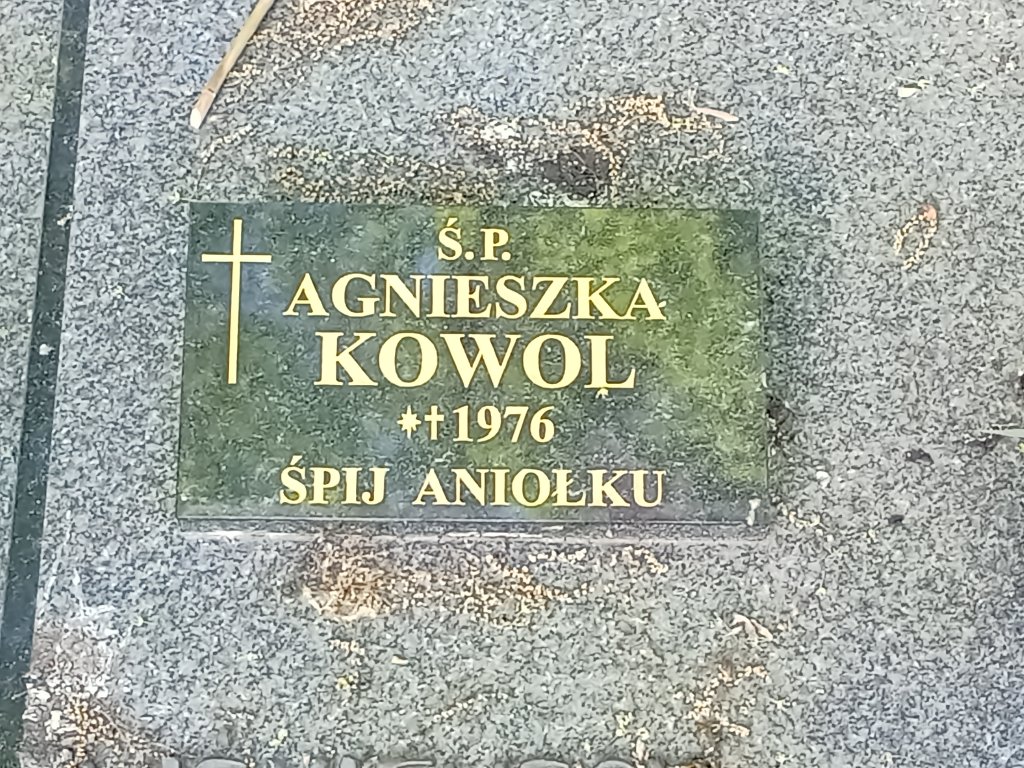 Ś.P.
AGNIESZKA
KOWOL
*† 1976
ŚPIJ ANIOŁKU